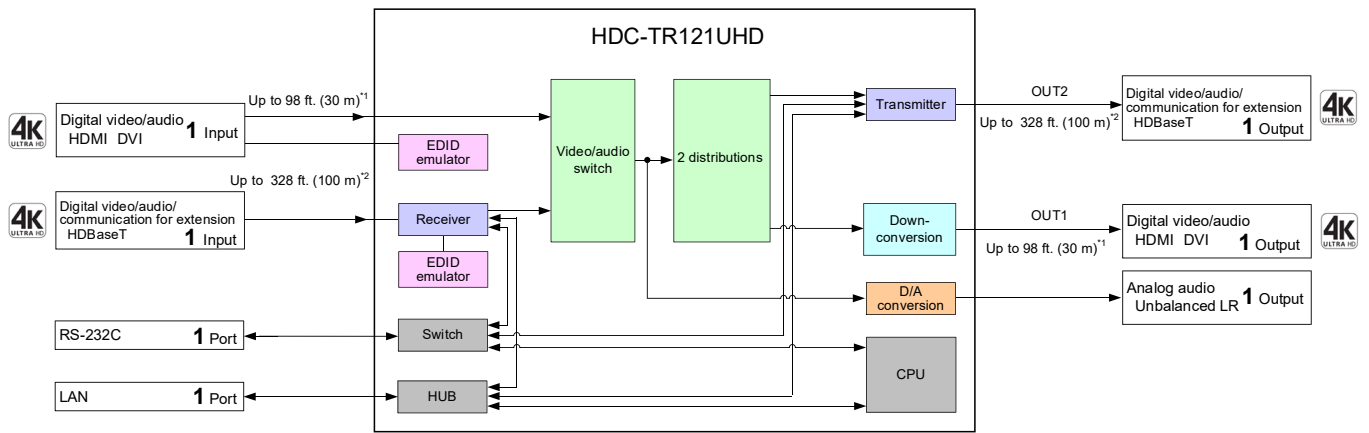 HDC-TR121UHD
4K
ULTRA HD
Digital video/audio
HDMI DVI 1 Input
Up to 98 ft. (30 m)*1
EDID
emulator
Up to 328 ft. (100 m)*2
4K
ULTRA HD
Digital video/audio/
communication for extension
HDBaseT 1 Input
Receiver
EDID
emulator
RS-232C 1 Port
Switch
LAN 1 Port
HUB
Video/audio
switch
2 distributions
Transmitter
Down-
conversion
D/A
conversion
CPU
OUT2
Up to 328 ft. (100 m)*2
Digital video/audio/
communication for extension
HDBaseT 1 Output
4K
ULTRA HD
OUT1
Up to 98 ft. (30 m)*1
Digital video/audio
HDMI DVI 1 Output
4K
ULTRA HD
Analog audio
Unbalanced LR 1 Output